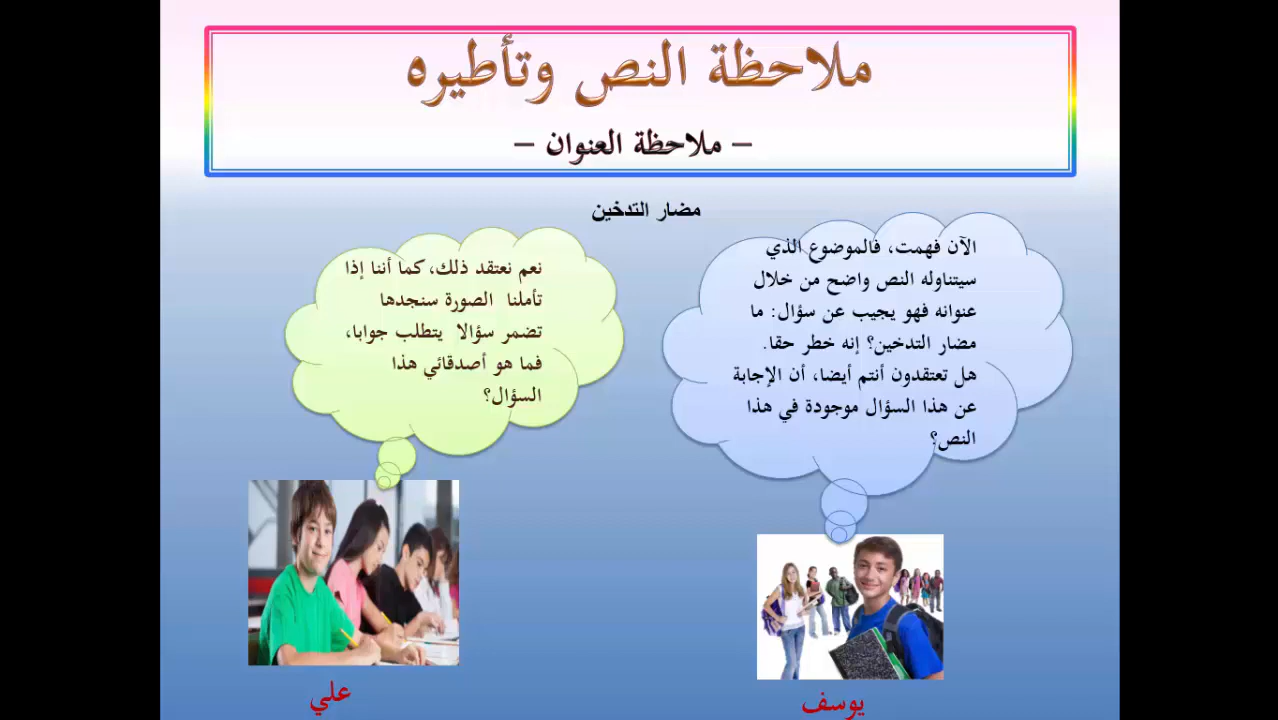 ملاحظة النص وتأطيره
– ملاحظة العنوان –
مضار التدخين
الآن فهمت، فالموضوع الذي
سيتناوله النص واضح من خلال
عنوانه فهو يجيب عن سؤال: ما
مضار التدخين؟ إنه خطر حقا.
هل تعتقدون أنتم أيضا، أن الإجابة
عن هذا السؤال موجودة في هذا
النص؟
نعم نعتقد ذلك، كما أننا إذا
تأملنا الصورة سنجدها
تضمر سؤالا يتطلب جوابا،
فما هو أصدقائي هذا
السؤال؟
يوسف
علي